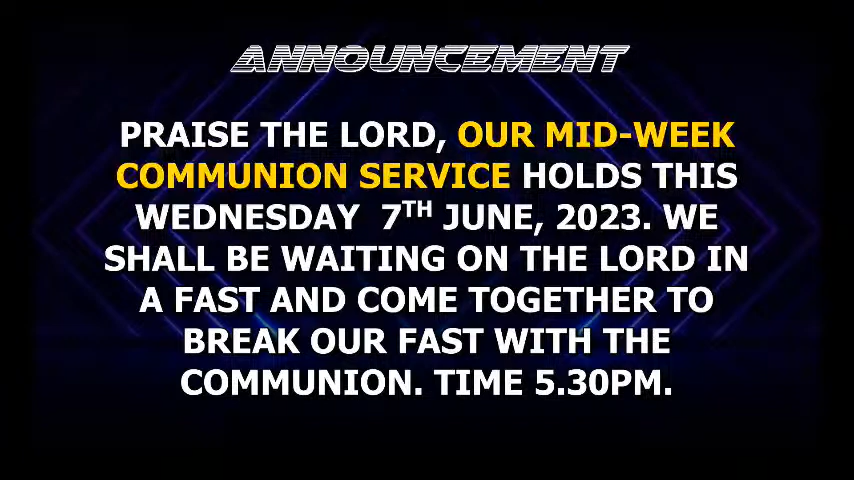 ANNOUNCEMENT
PRAISE THE LORD, OUR MID-WEEK
COMMUNION SERVICE HOLDS THIS
WEDNESDAY 7TH JUNE, 2023. WE
SHALL BE WAITING ON THE LORD IN
A FAST AND COME TOGETHER TO
BREAK OUR FAST WITH THE
COMMUNION. TIME 5.30PM.